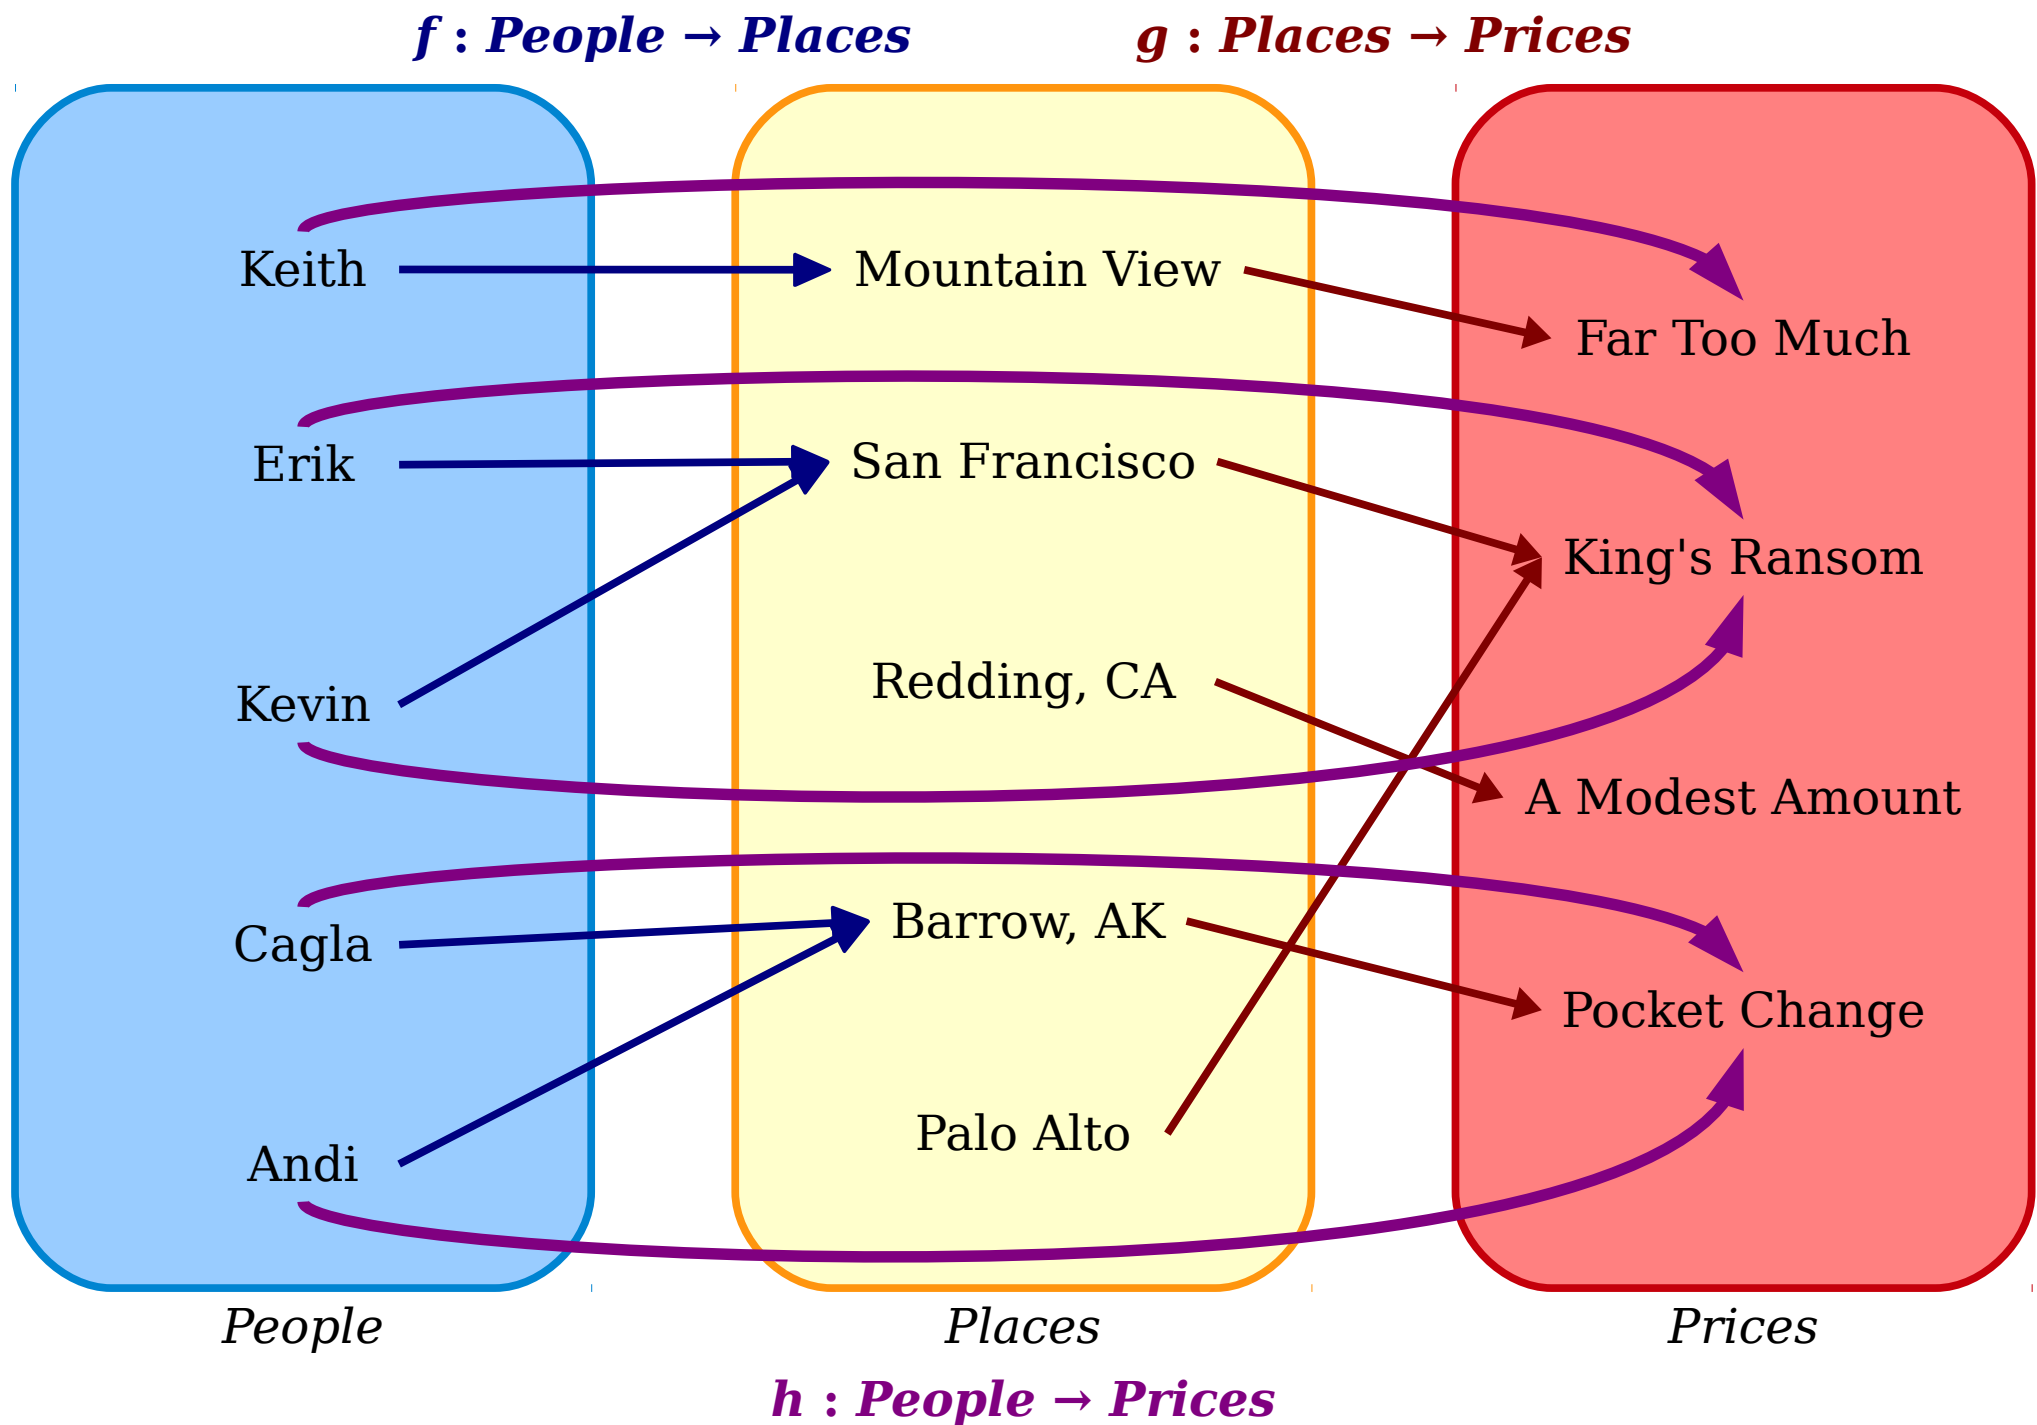 f : People → Places
g : Places → Prices
Keith
Mountain View
Far Too Much
Erik
San Francisco
King's Ransom
Kevin
Redding, CA
A Modest Amount
Cagla
Barrow, AK
Pocket Change
Andi
Palo Alto
People
Places
Prices
h : People → Prices